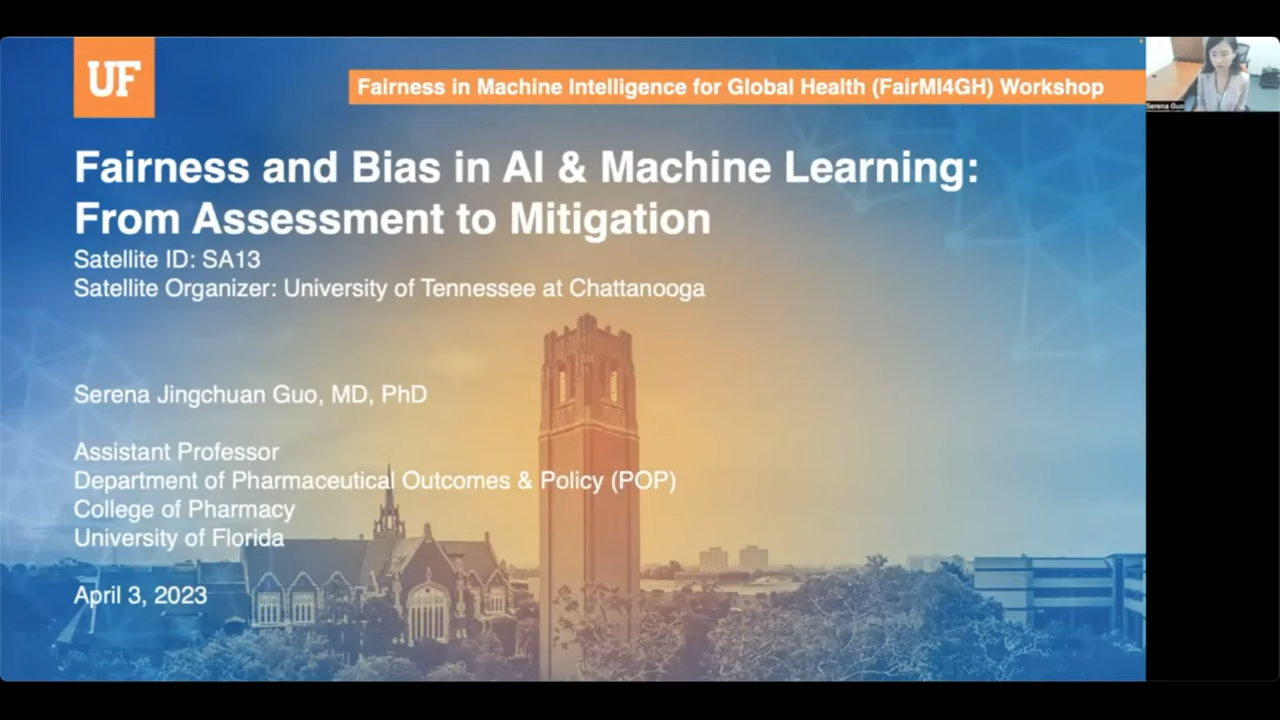 UF
Fairness in Machine Intelligence for Global Health (FairMI4GH) Workshop
Serena Guo
Fairness and Bias in AI & Machine Learning:
From Assessment to Mitigation
Satellite ID: SA13
Satellite Organizer: University of Tennessee at Chattanooga
Serena Jingchuan Guo, MD, PhD
Assistant Professor
Department of Pharmaceutical Outcomes & Policy (POP)
College of Pharmacy
University of Florida
April 3, 2023